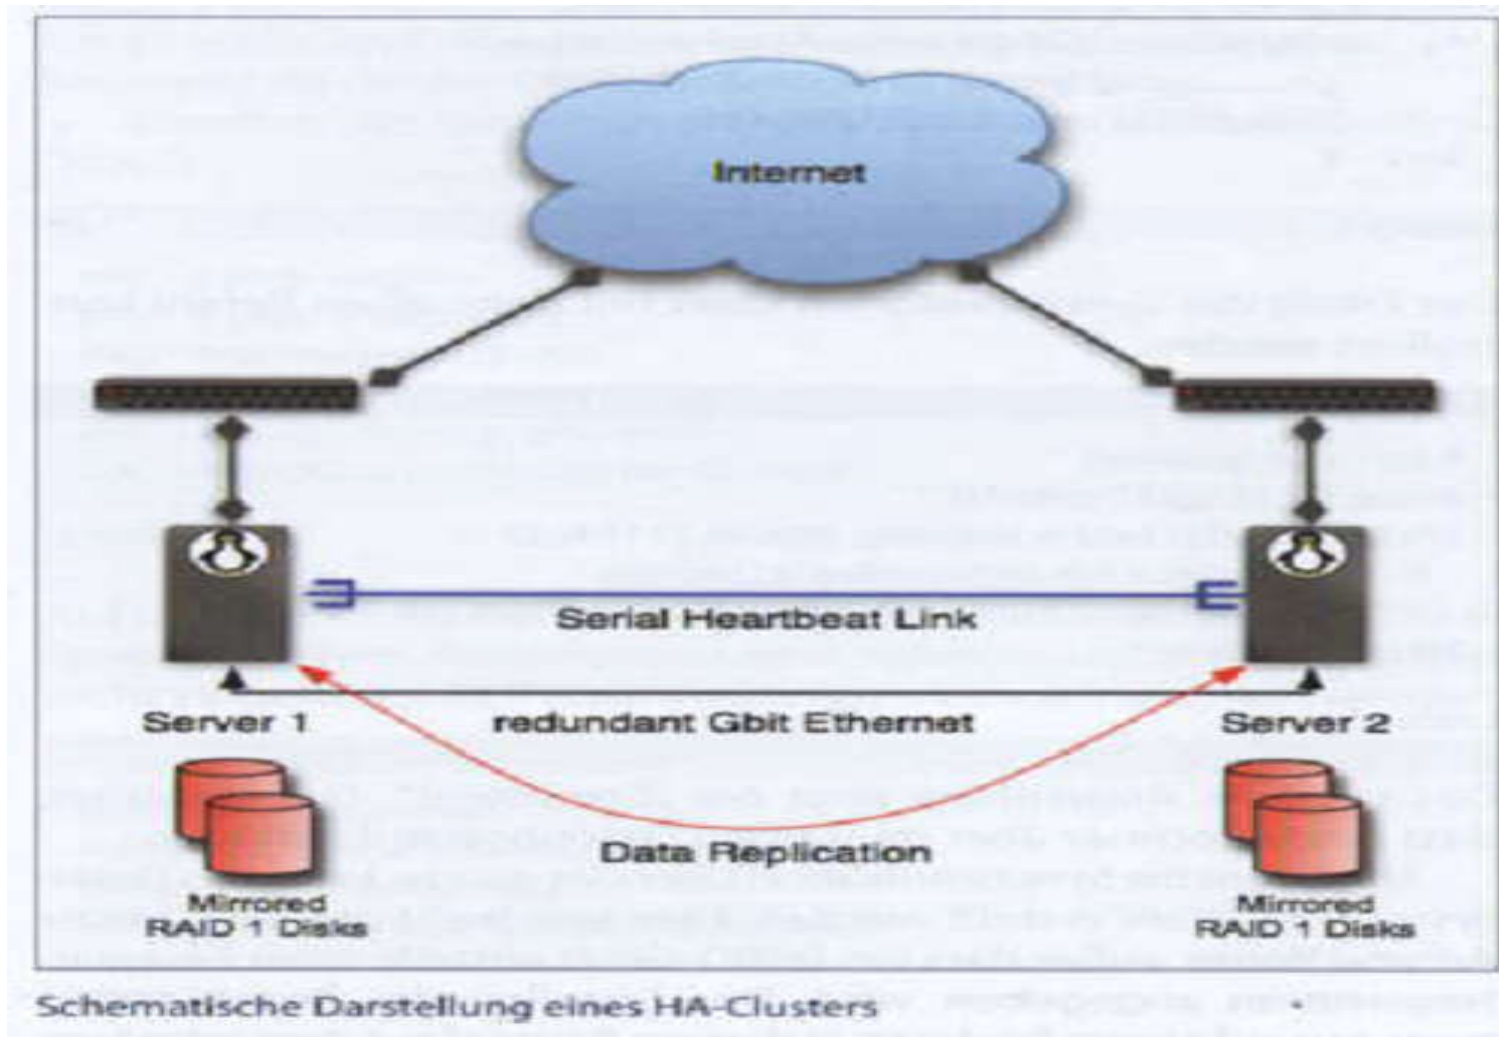 Internet
Serial Heartbeat Link
Server 1
redundant Gbit Ethernet
Server 2
Data Replication
Mirrored
RAID 1 Disks
Mirrored
RAID 1 Disks
Schematische Darstellung eines HA-Clusters